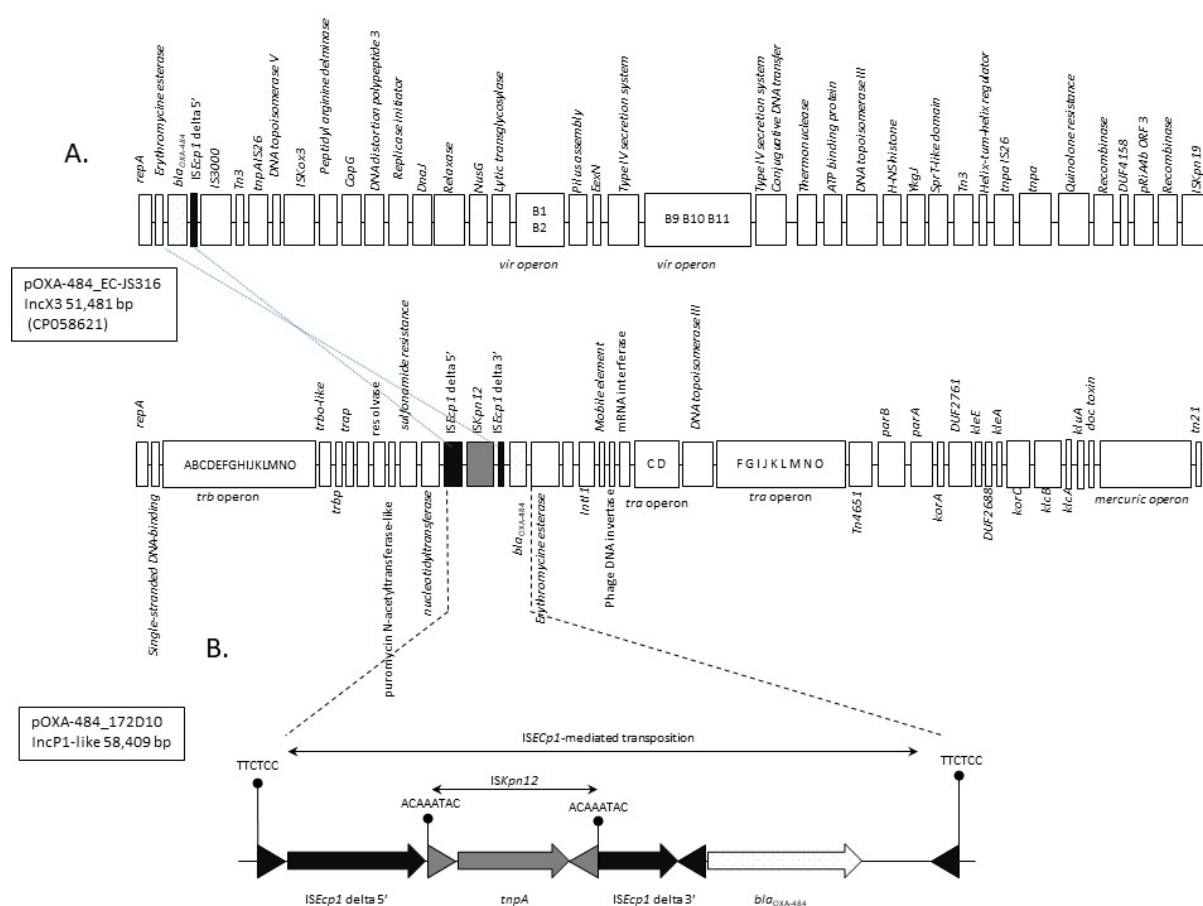 A.
repA
Erythromycine esterase
bla OXA-484
ISEcp1 delta 5'
IS3000
Tn3
tnpA IS26
DNA topoisomerase V
ISKox3
Peptidyl arginine delminase
CopG
DNA distortion polypeptide 3
Replicase initiator
DnaJ
Relaxase
NusG
Lytic transglycosylase
Pilus assembly
EexN
Type IV secretion system
Type IV secretion system
Conjugative DNA transfer
Thermonuclease
ATP binding protein
DNA topoisomerase III
H-NS histone
YkgJ
SprT-like domain
Tn3
Helix-turn-helix regulator
tnpa IS26
tnpa
Quinolone resistance
Recombinase
DUF4158
pRiA4b ORF 3
Recombinase
ISKpn19
B1
B2
B9 B10 B11
vir operon
vir operon
pOXA-484_EC-JS316
IncX3 51,481 bp
(CP058621)
repA
trbo-like
trap
resolvase
sulfonamide resistance
ISEcp1 delta 5'
ISKpn12
ISEcp1 delta 3'
Mobile element
mRNA interferase
DNA topoisomerase III
parB
parA
DUF2761
kleE
kleA
kluA
doc toxin
tn21
ABCDEFGHIJKLMNO
C D
F G I J K L M N O
trb operon
Single-stranded DNA-binding
trbp
puromycin N-acetyltransferase-like
nucleotidyltransferase
bla OXA-484
Erythromycine esterase
IntI1
Phage DNA invertase
tra operon
tra operon
Tn4651
korA
DUF2688
korC
klcB
klcA
mercuric operon
B.
pOXA-484_172D10
IncP1-like 58,409 bp
ISECp1-mediated transposition
TTCTCC
TTCTCC
ISKpn12
ACAAATAC
ACAAATAC
ISEcp1 delta 5'
tnpA
ISEcp1 delta 3'
bla OXA-484